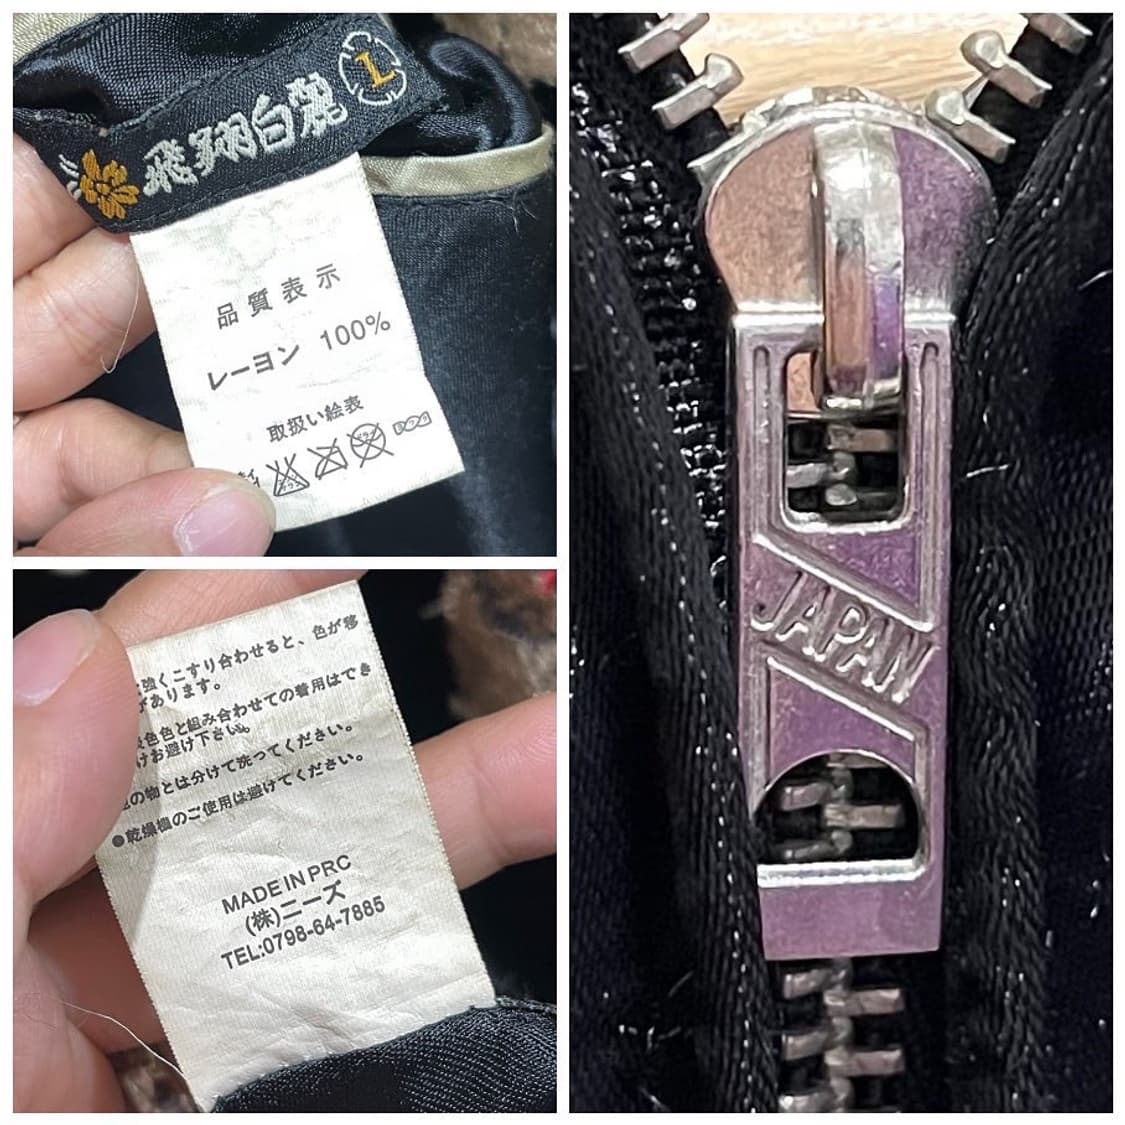 飛翔白麗 L
品質表示
レーヨン 100%
取扱い絵表
強くこすり合わせると、色が移
があります。
色色と組み合わせての着用はでき
けお避け下さい。
の物とは分けて洗ってください。
●乾燥機のご使用は避けてください。
MADE IN PRC
(株)ニーズ
TEL:0798-64-7885
JAPAN